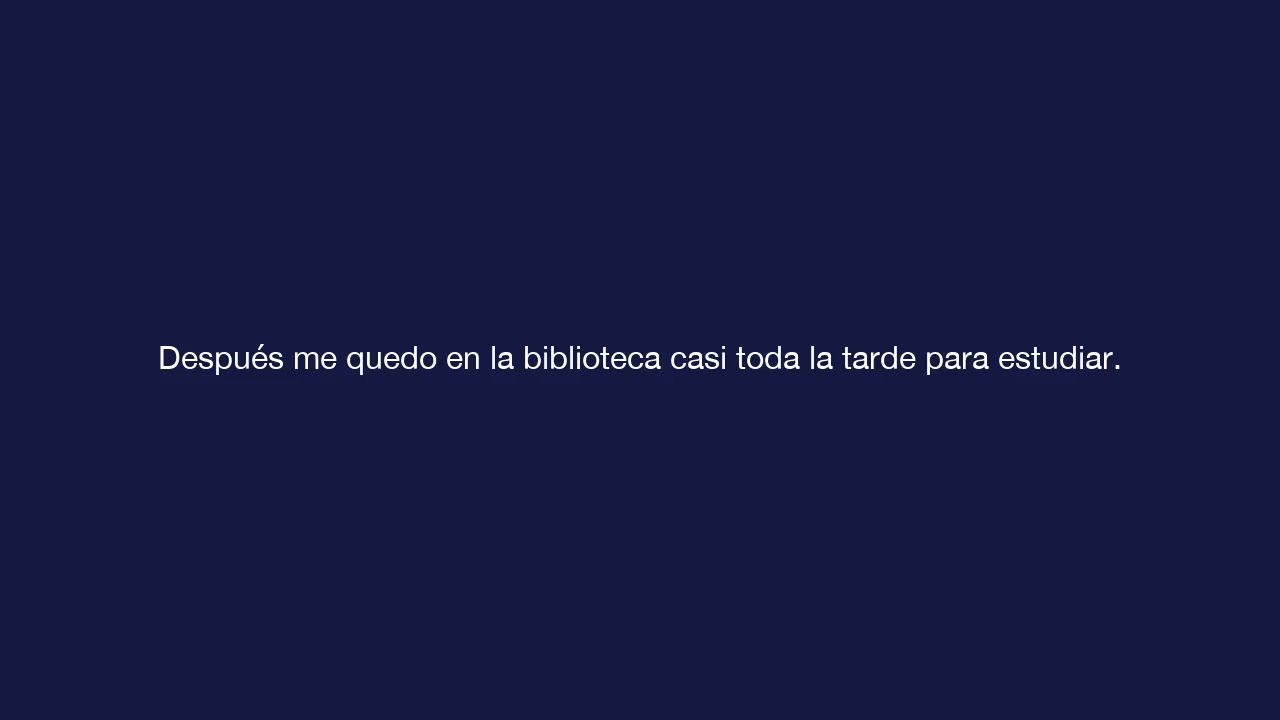 Después me quedo en la biblioteca casi toda la tarde para estudiar.